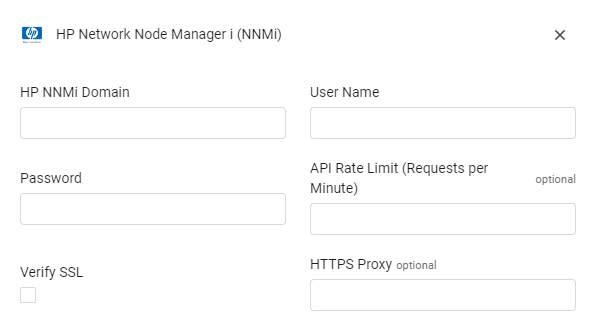 HP Network Node Manager i (NNMi)
HP NNMi Domain
User Name
Password
API Rate Limit (Requests per
Minute)
optional
Verify SSL
HTTPS Proxy optional